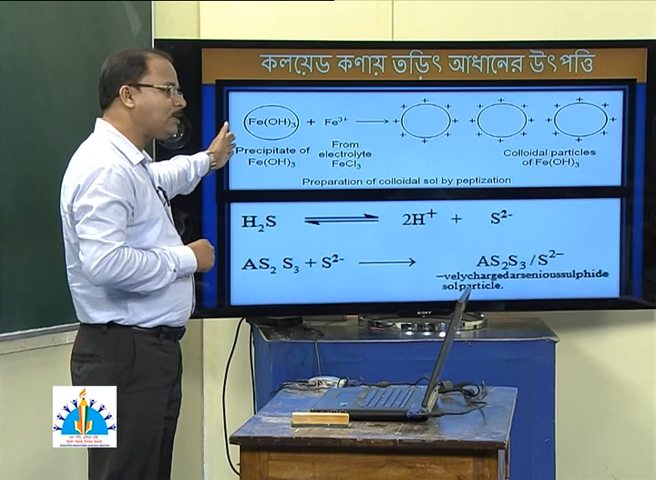 কলয়েড কণায় তড়িৎ আধানের উৎপত্তি
Fe(OH)₃ + Fe³⁺ ⟶
Precipitate of
Fe(OH)₃
From
electrolyte
FeCl₃
Colloidal particles
of Fe(OH)₃
Preparation of colloidal sol by peptization
H₂S ⇌ 2H⁺ + S²⁻
AS₂ S₃ + S²⁻ ⟶ AS₂S₃ / S²⁻
–velychargedarsenioussulphide
solparticle.
SONY